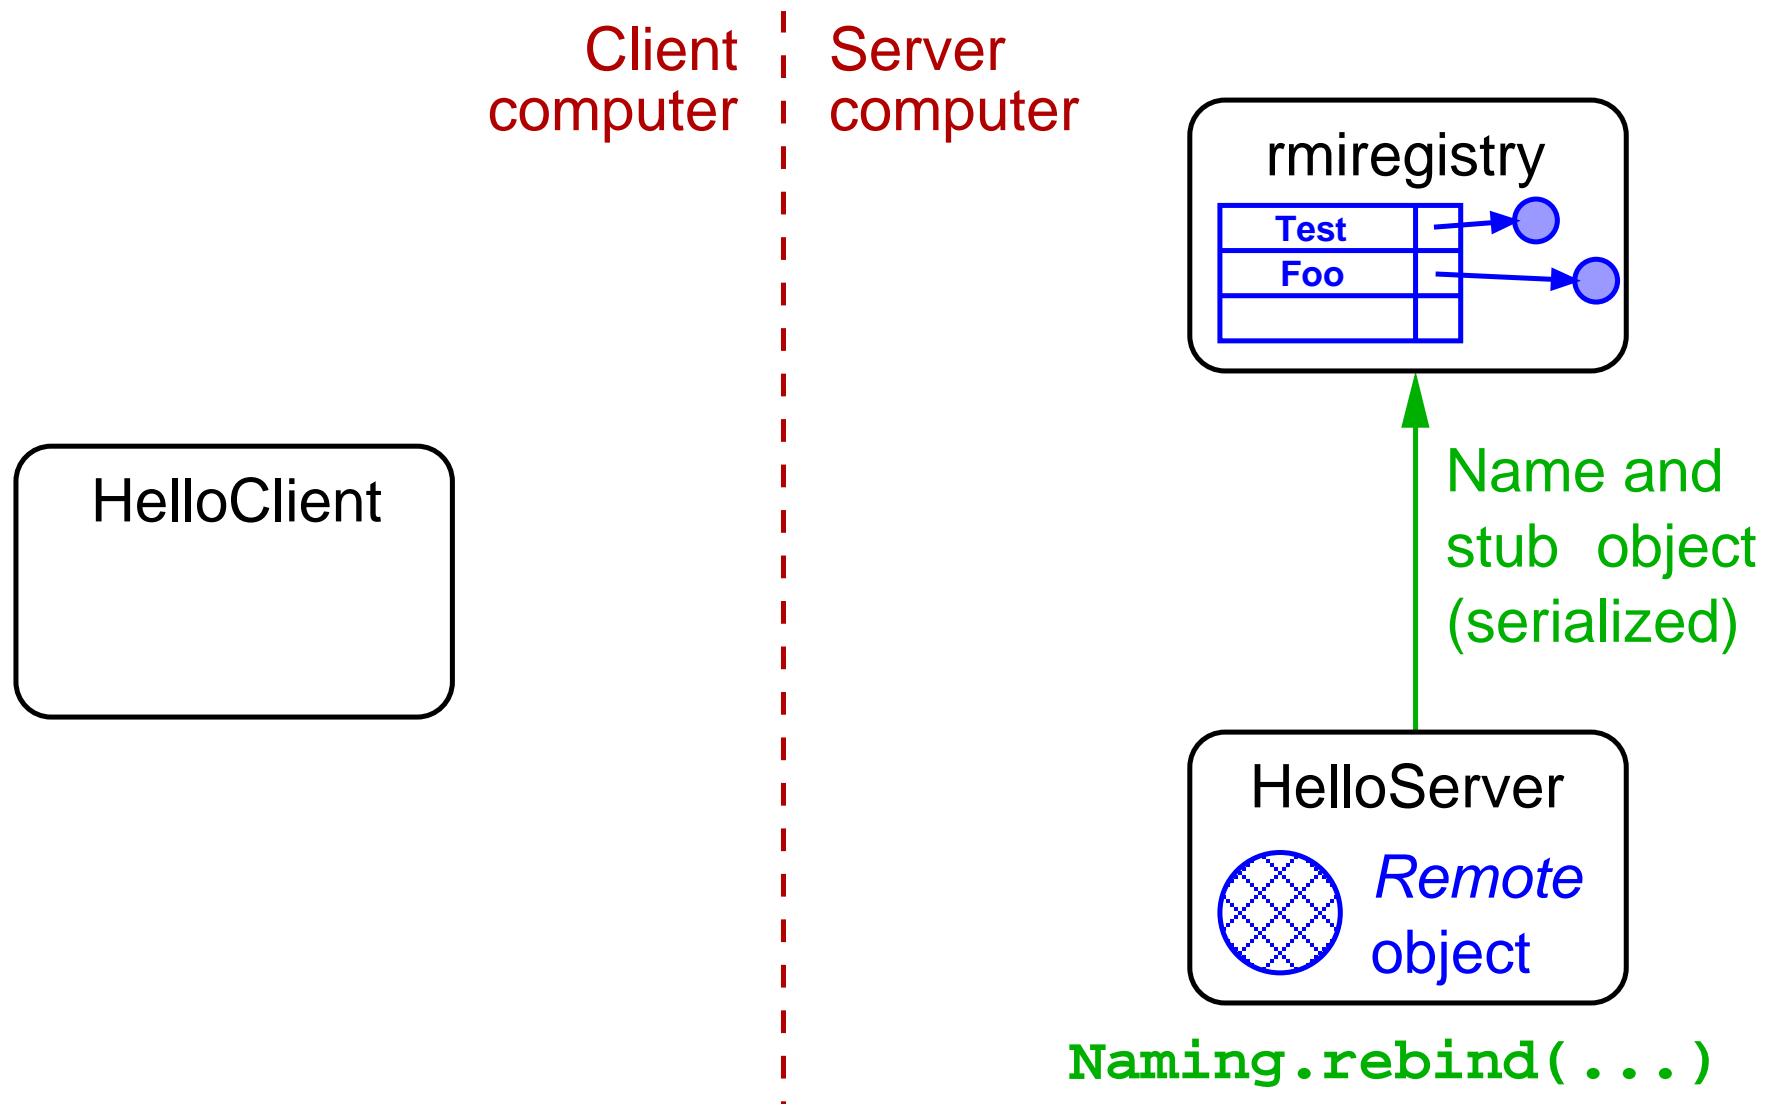 Client
computer
Server
computer
rmiregistry
Test
Foo
HelloClient
Name and
stub object
(serialized)
HelloServer
Remote
object
Naming.rebind(...)